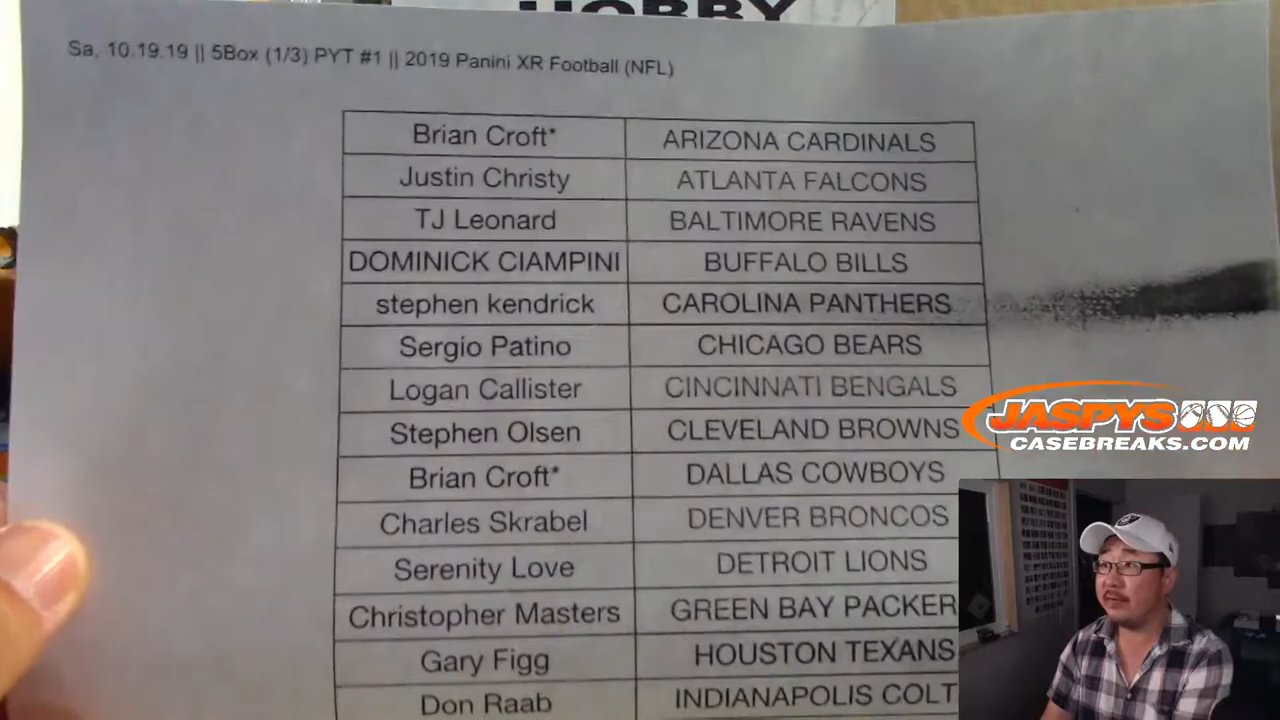 HOBBY
Sa, 10.19.19 || 5Box (1/3) PYT #1 || 2019 Panini XR Football (NFL)
Brian Croft* ARIZONA CARDINALS
Justin Christy ATLANTA FALCONS
TJ Leonard BALTIMORE RAVENS
DOMINICK CIAMPINI BUFFALO BILLS
stephen kendrick CAROLINA PANTHERS
Sergio Patino CHICAGO BEARS
Logan Callister CINCINNATI BENGALS
Stephen Olsen CLEVELAND BROWNS
Brian Croft* DALLAS COWBOYS
Charles Skrabel DENVER BRONCOS
Serenity Love DETROIT LIONS
Christopher Masters GREEN BAY PACKER
Gary Figg HOUSTON TEXANS
Don Raab INDIANAPOLIS COLT
JASPYS
CASEBREAKS.COM